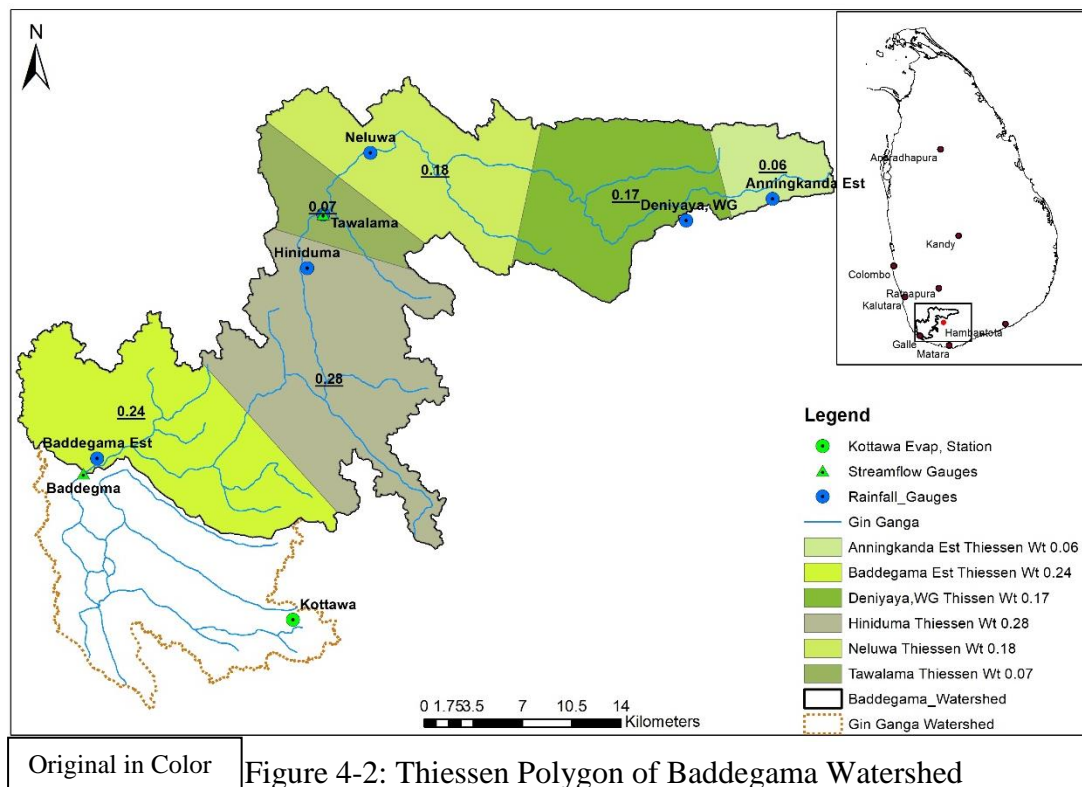 N
Neluwa
0.18
0.06
Anningkanda Est
0.17
Deniyaya, WG
0.07
Tawalama
Hiniduma
0.28
0.24
Baddegama Est
Baddegma
Kottawa
Anuradhapura
Kandy
Colombo
Ratnapura
Kalutara
Hambantota
Galle
Matara
Legend
Kottawa Evap, Station
Streamflow Gauges
Rainfall_Gauges
Gin Ganga
Anningkanda Est Thiessen Wt 0.06
Baddegama Est Thiessen Wt 0.24
Deniyaya,WG Thissen Wt 0.17
Hiniduma Thiessen Wt 0.28
Neluwa Thiessen Wt 0.18
Tawalama Thiessen Wt 0.07
Baddegama_Watershed
Gin Ganga Watershed
0 1.75 3.5 7 10.5 14
Kilometers
Original in Color
Figure 4-2: Thiessen Polygon of Baddegama Watershed